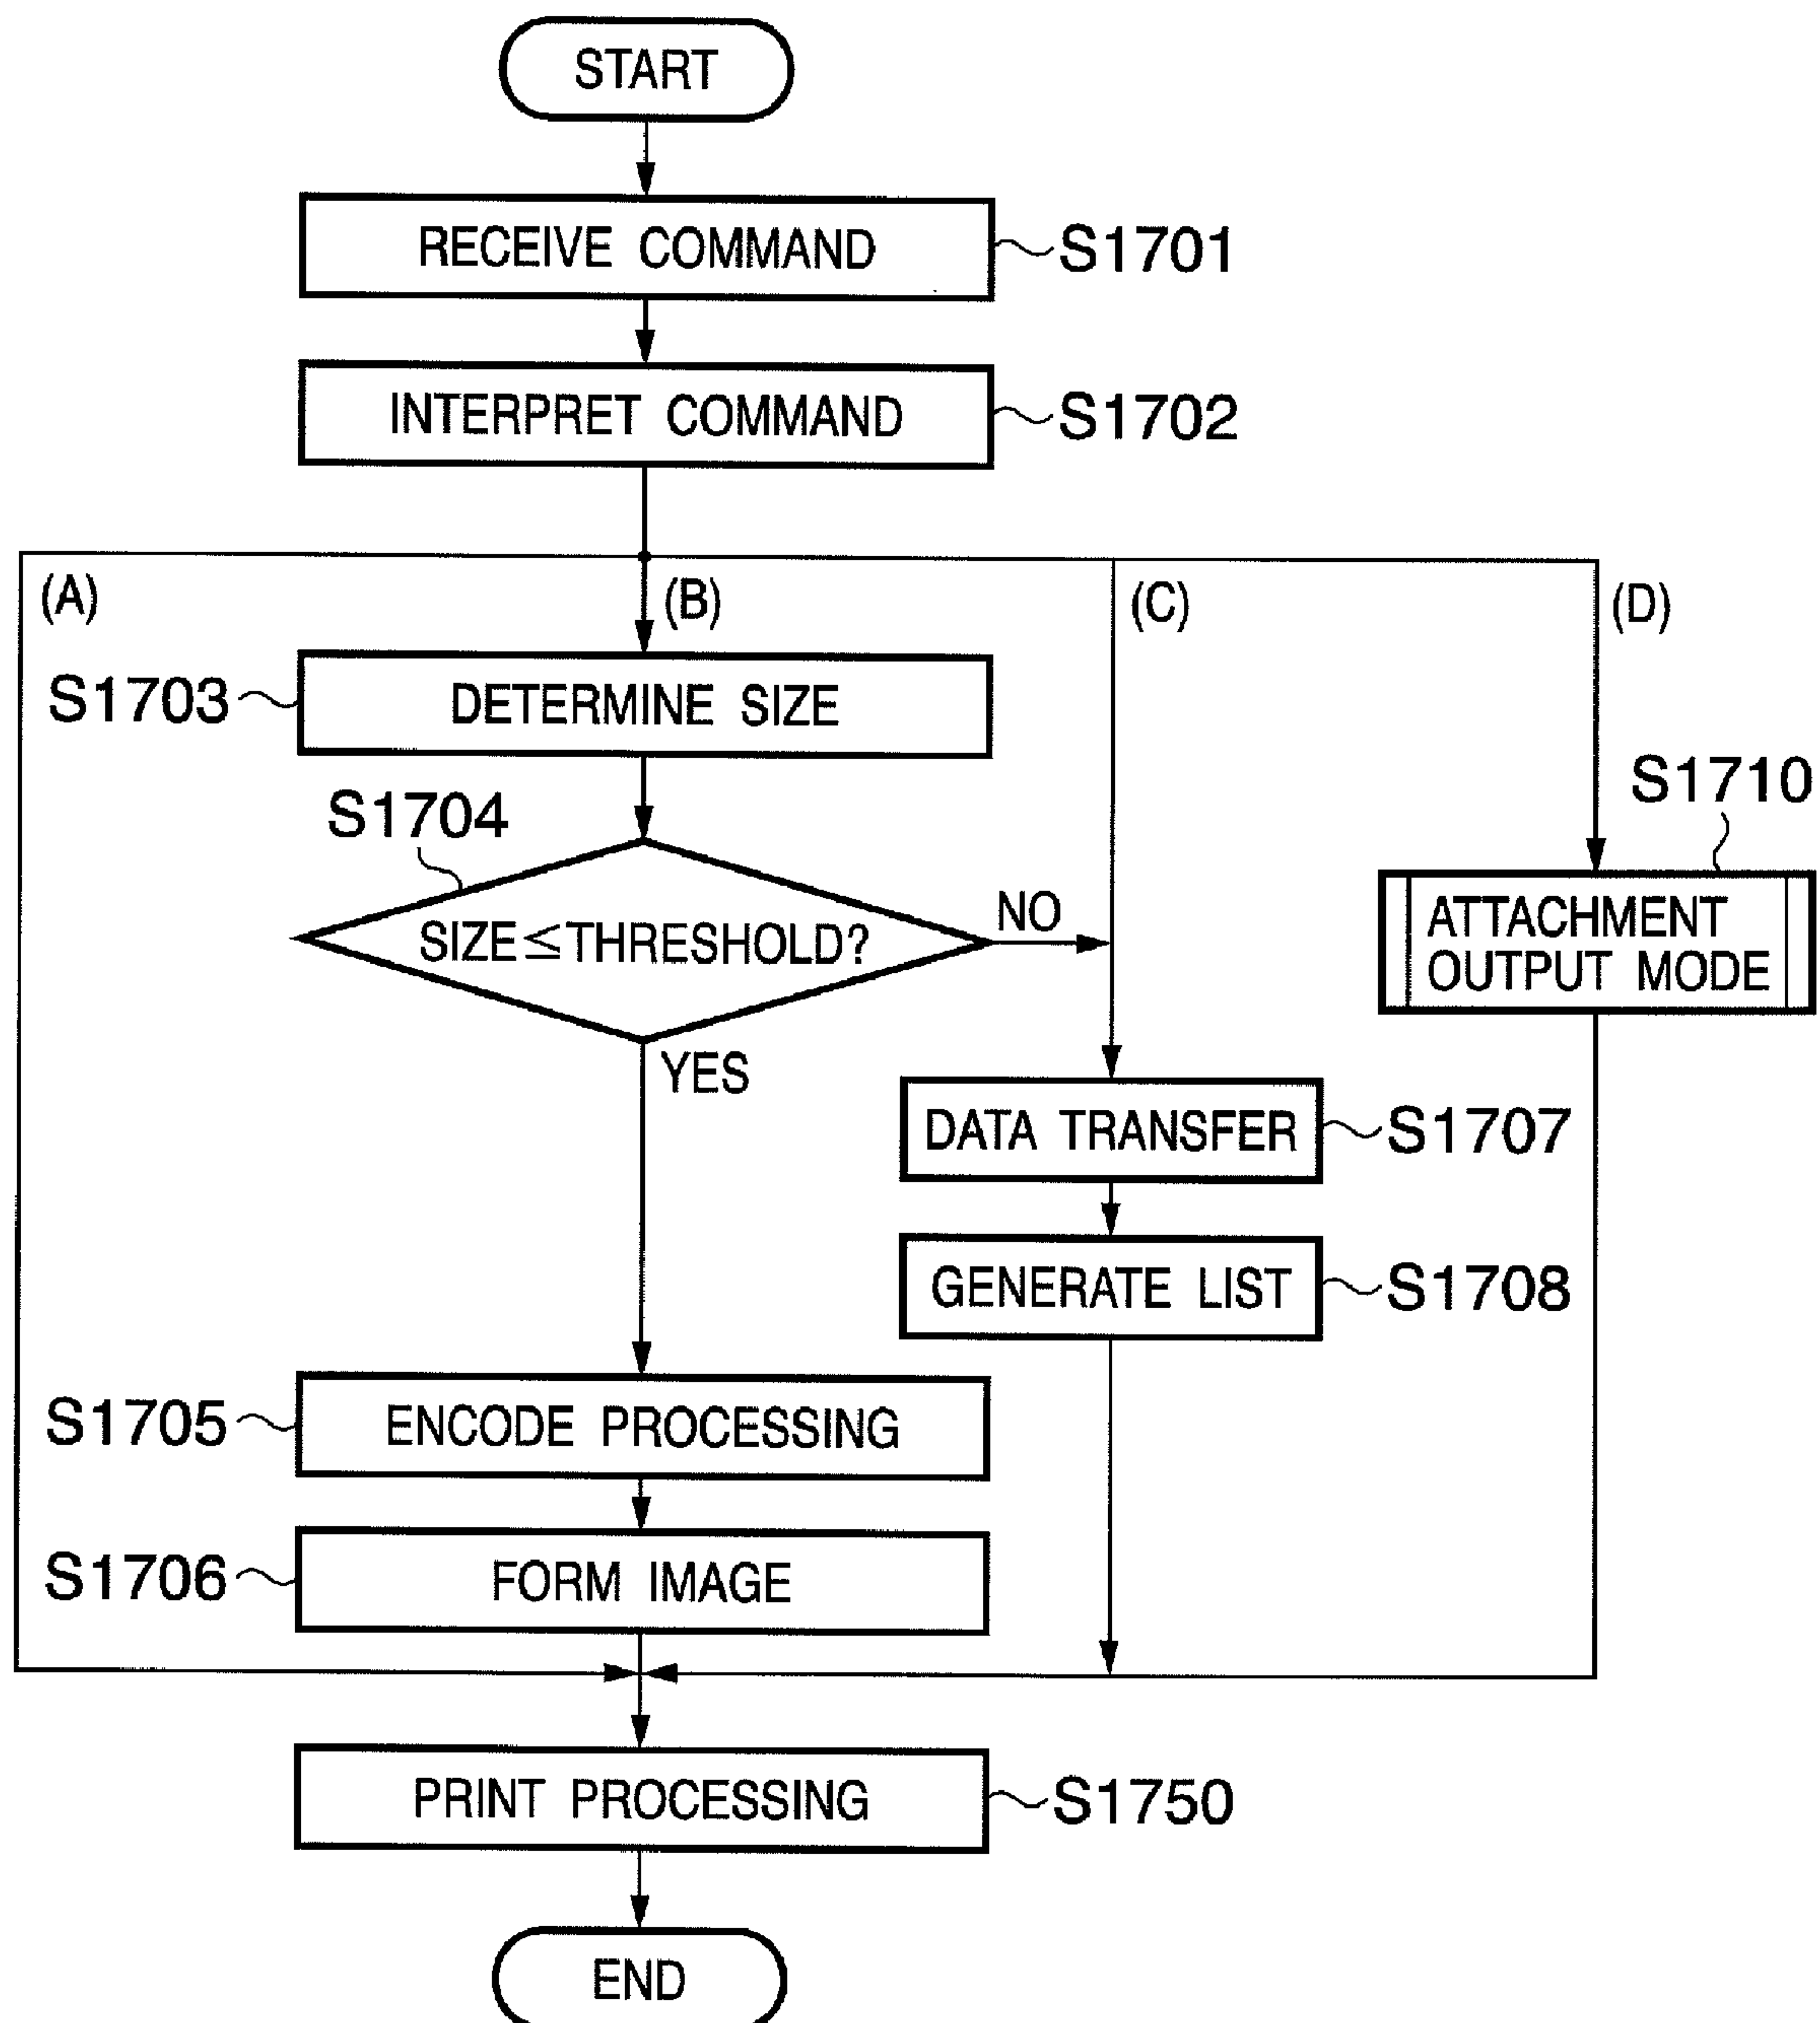 START
RECEIVE COMMAND
S1701
INTERPRET COMMAND
S1702
(A)
(B)
(C)
(D)
S1703
DETERMINE SIZE
S1704
S1710
SIZE≦THRESHOLD?
NO
ATTACHMENT
OUTPUT MODE
YES
DATA TRANSFER
S1707
GENERATE LIST
S1708
S1705
ENCODE PROCESSING
S1706
FORM IMAGE
PRINT PROCESSING
S1750
END